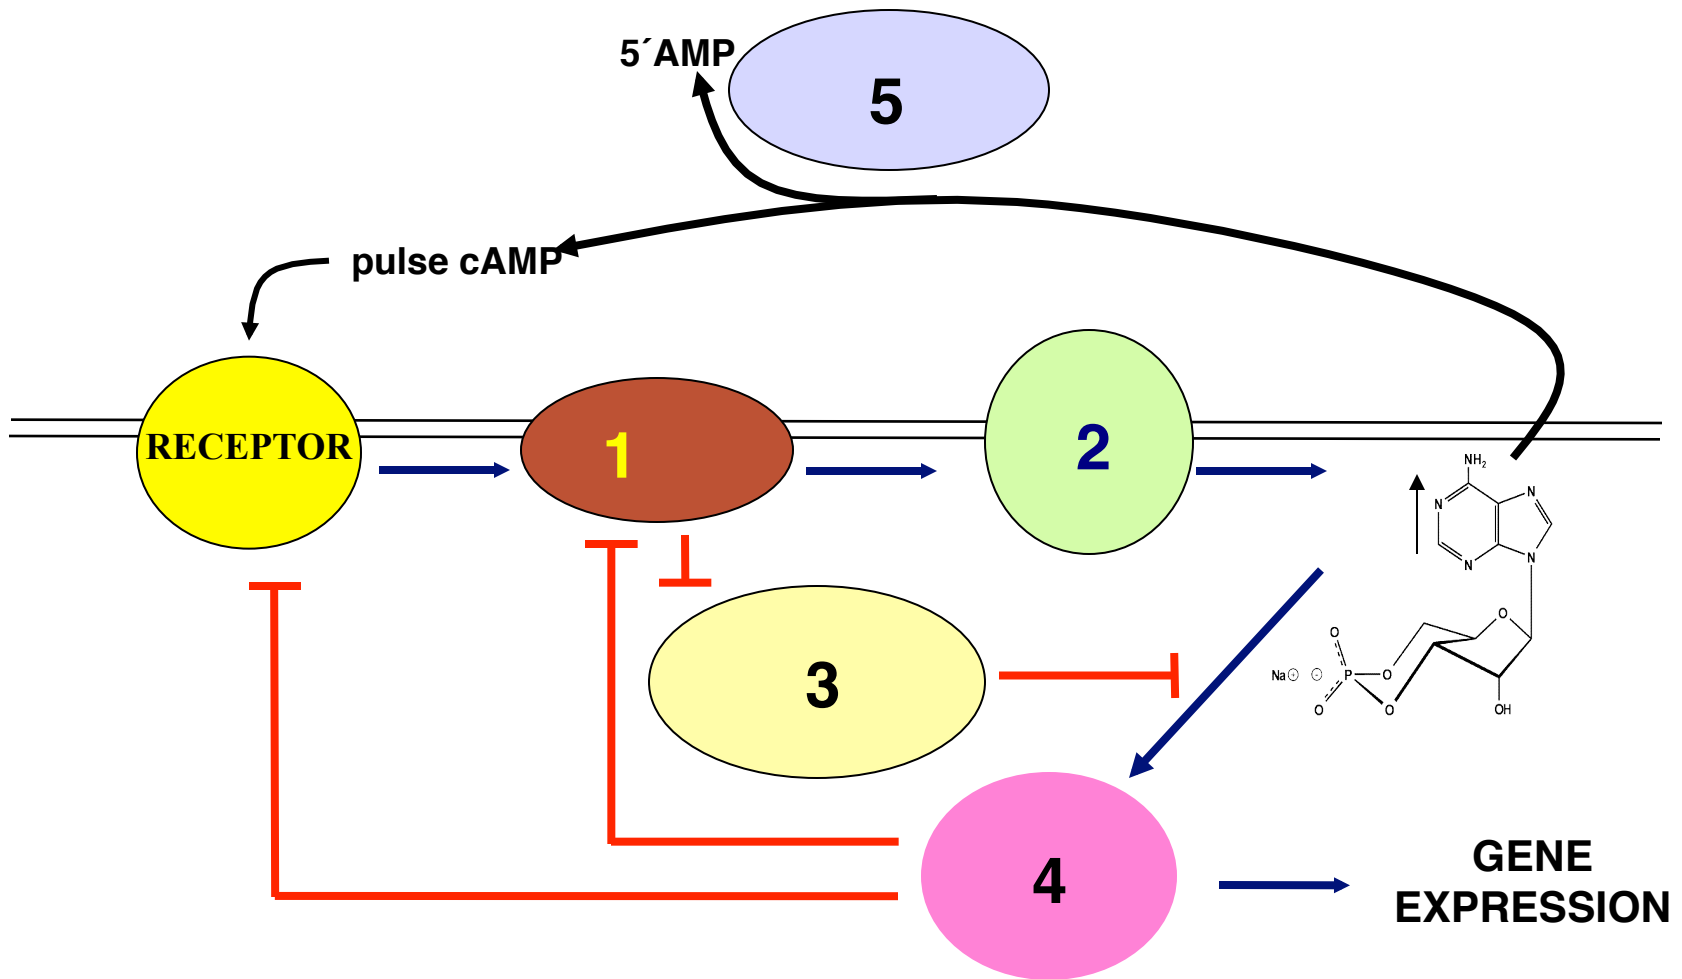 5´AMP
5
pulse cAMP
RECEPTOR
1
2
NH2
N
N
N
N
O
O
Na⊕ ⊖ P O
O
O
OH
3
4
GENE
EXPRESSION